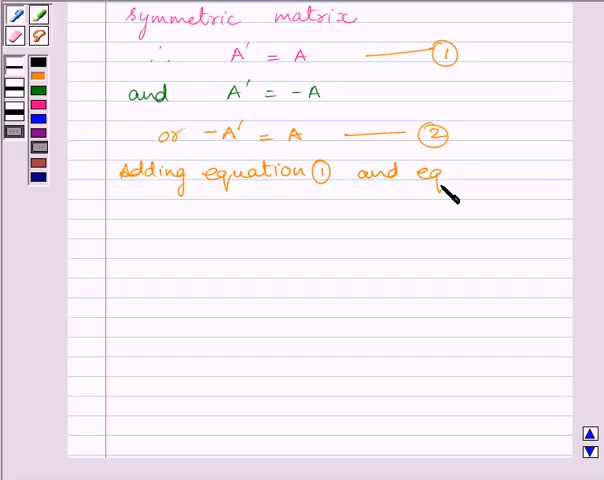 symmetric matrix
∴ A' = A ——— ①
and A' = -A
or -A' = A ——— ②
Adding equation ① and eq